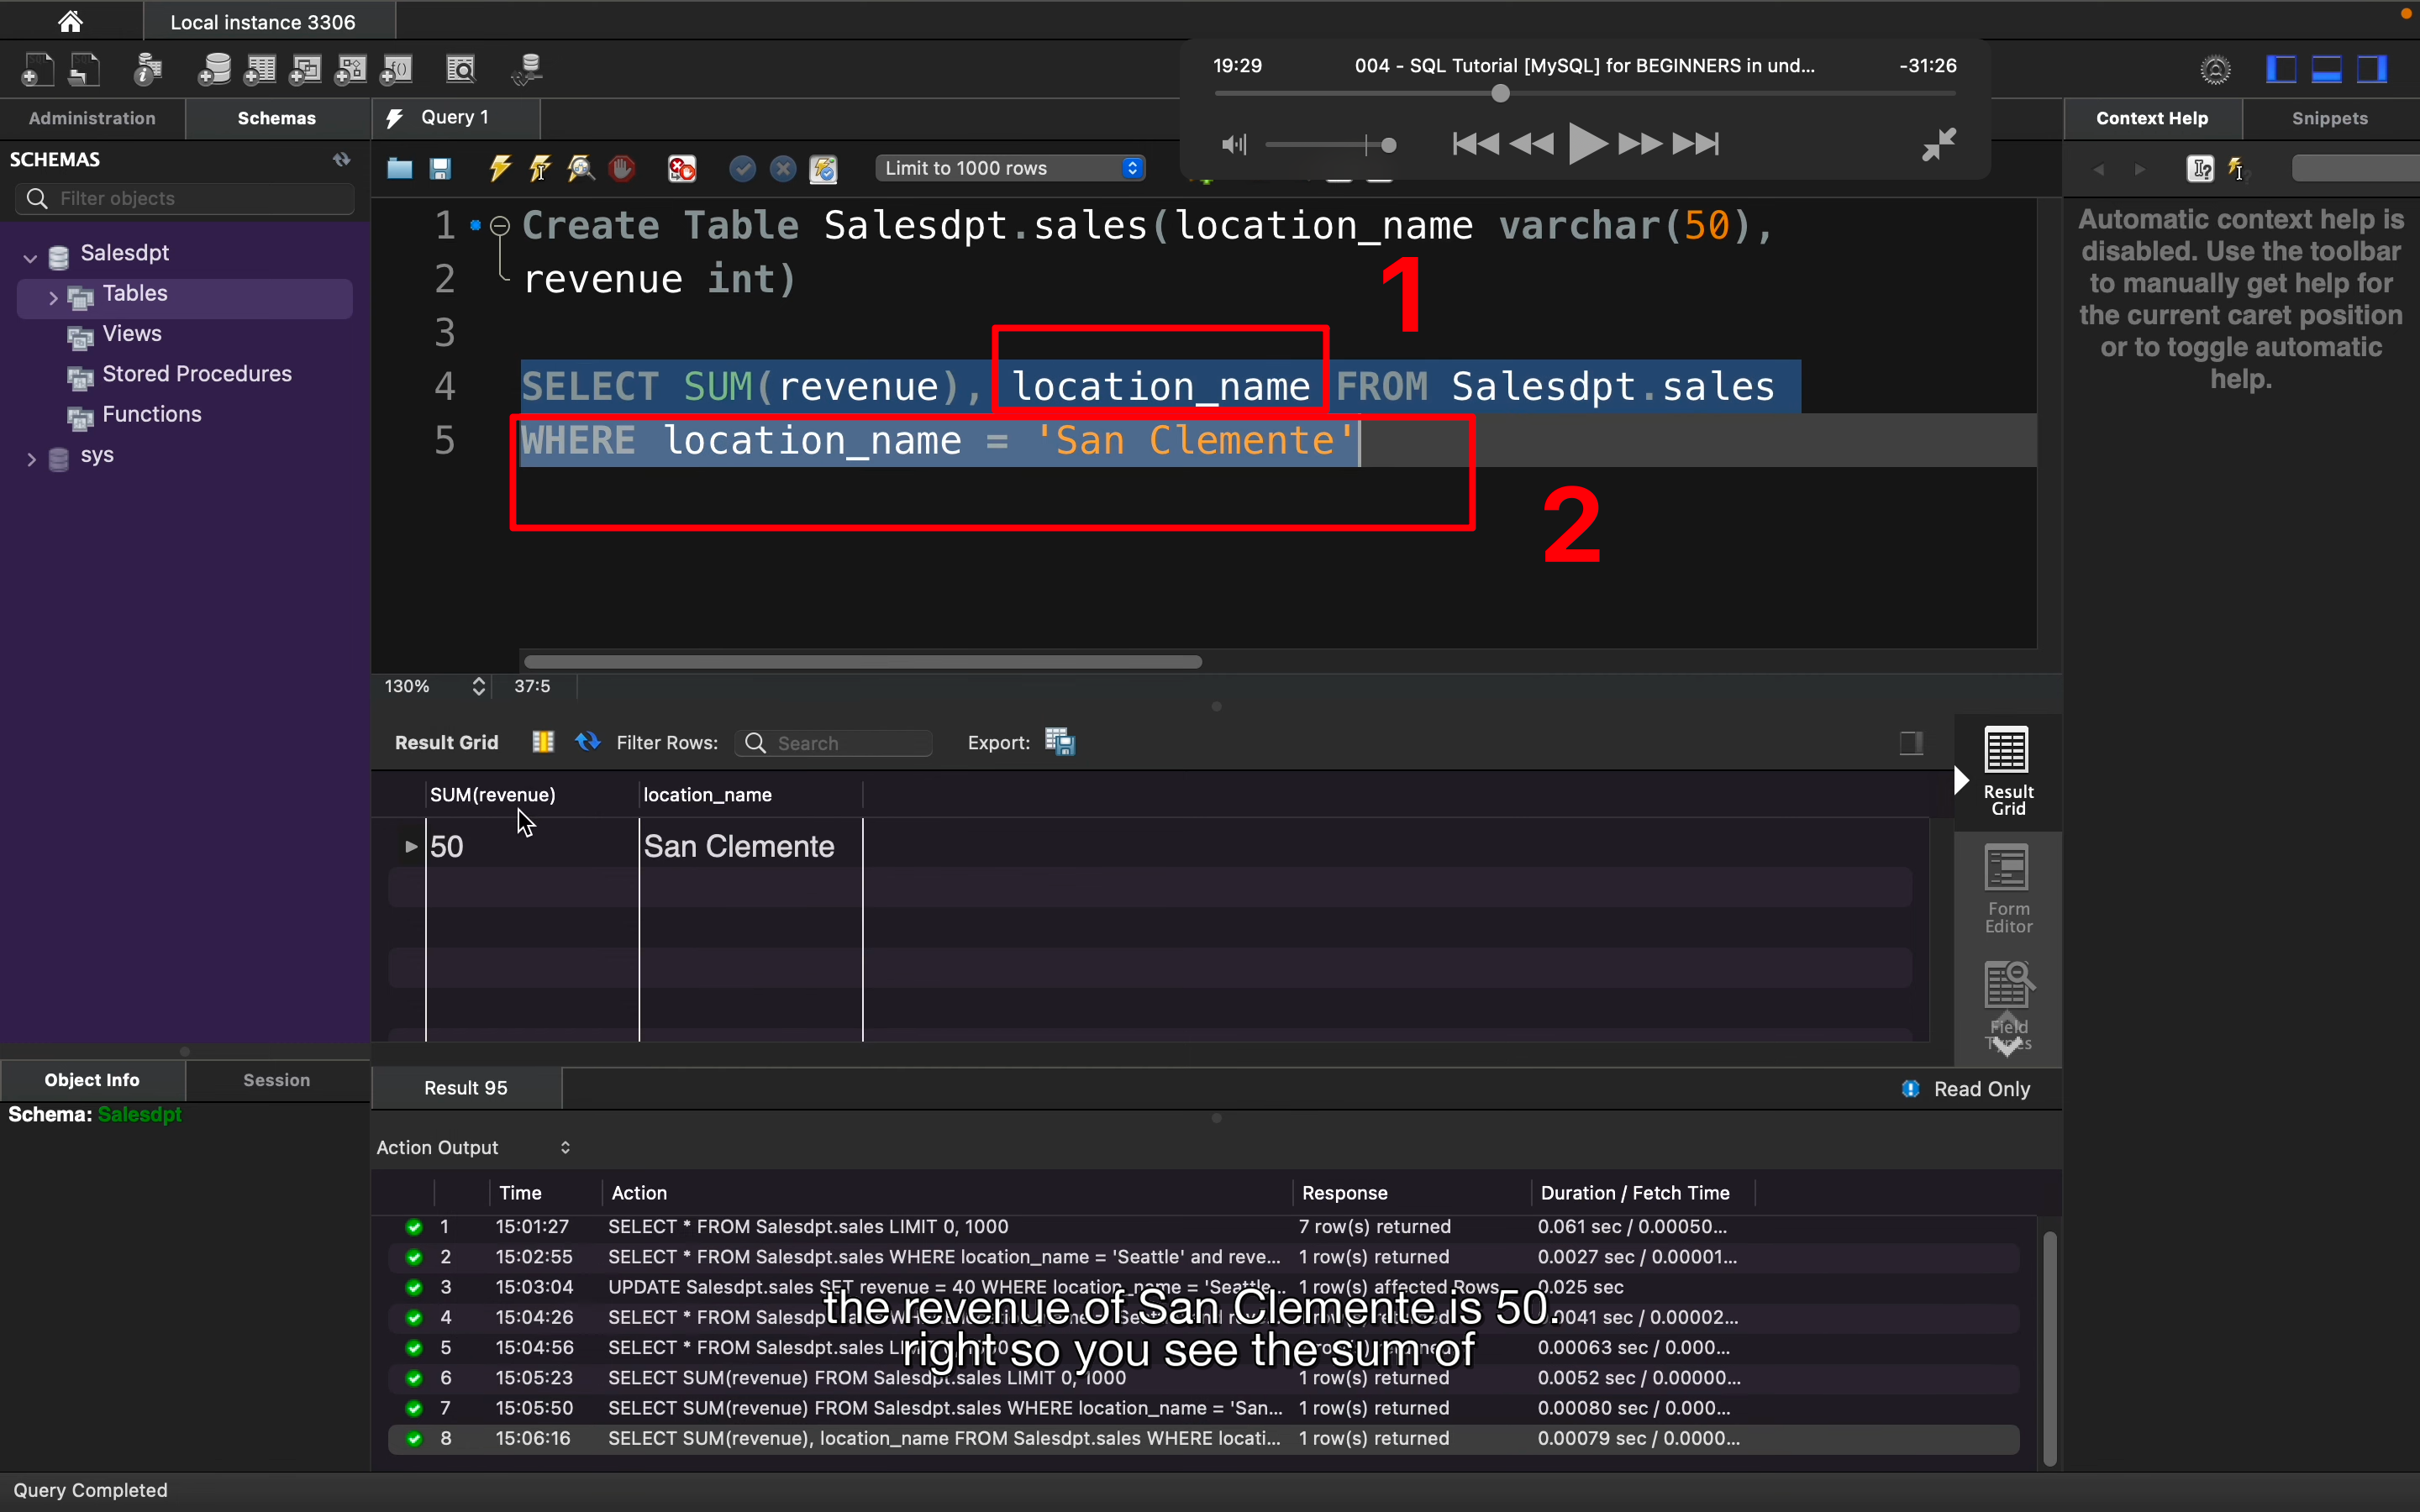 Local instance 3306
19:29
004 - SQL Tutorial [MySQL] for BEGINNERS in und...
-31:26
Administration
Schemas
Query 1
Context Help
Snippets
SCHEMAS
Filter objects
Limit to 1000 rows
Salesdpt
Tables
Views
Stored Procedures
Functions
sys
1 Create Table Salesdpt.sales(location_name varchar(50),
2 revenue int)
3
4 SELECT SUM(revenue), location_name FROM Salesdpt.sales
5 WHERE location_name = 'San Clemente'
1
2
Automatic context help is
disabled. Use the toolbar
to manually get help for
the current caret position
or to toggle automatic
help.
130%
37:5
Result Grid
Filter Rows:
Search
Export:
SUM(revenue)
location_name
50
San Clemente
Result
Grid
Form
Editor
Field
Types
Object Info
Session
Schema: Salesdpt
Result 95
Read Only
Action Output
Time Action Response Duration / Fetch Time
1 15:01:27 SELECT * FROM Salesdpt.sales LIMIT 0, 1000 7 row(s) returned 0.061 sec / 0.00050...
2 15:02:55 SELECT * FROM Salesdpt.sales WHERE location_name = 'Seattle' and reve... 1 row(s) returned 0.0027 sec / 0.00001...
3 15:03:04 UPDATE Salesdpt.sales SET revenue = 40 WHERE location_name = 'Seattle... 1 row(s) affected Rows... 0.025 sec
4 15:04:26 SELECT * FROM 0.0041 sec / 0.00002...
5 15:04:56 SELECT * FROM Salesdpt.sales 0.00063 sec / 0.000...
6 15:05:23 SELECT SUM(revenue) FROM Salesdpt.sales LIMIT 0, 1000 1 row(s) returned 0.0052 sec / 0.00000...
7 15:05:50 SELECT SUM(revenue) FROM Salesdpt.sales WHERE location_name = 'San... 1 row(s) returned 0.00080 sec / 0.000...
8 15:06:16 SELECT SUM(revenue), location_name FROM Salesdpt.sales WHERE locati... 1 row(s) returned 0.00079 sec / 0.0000...
the revenue of San Clemente is 50.
right so you see the sum of
Query Completed